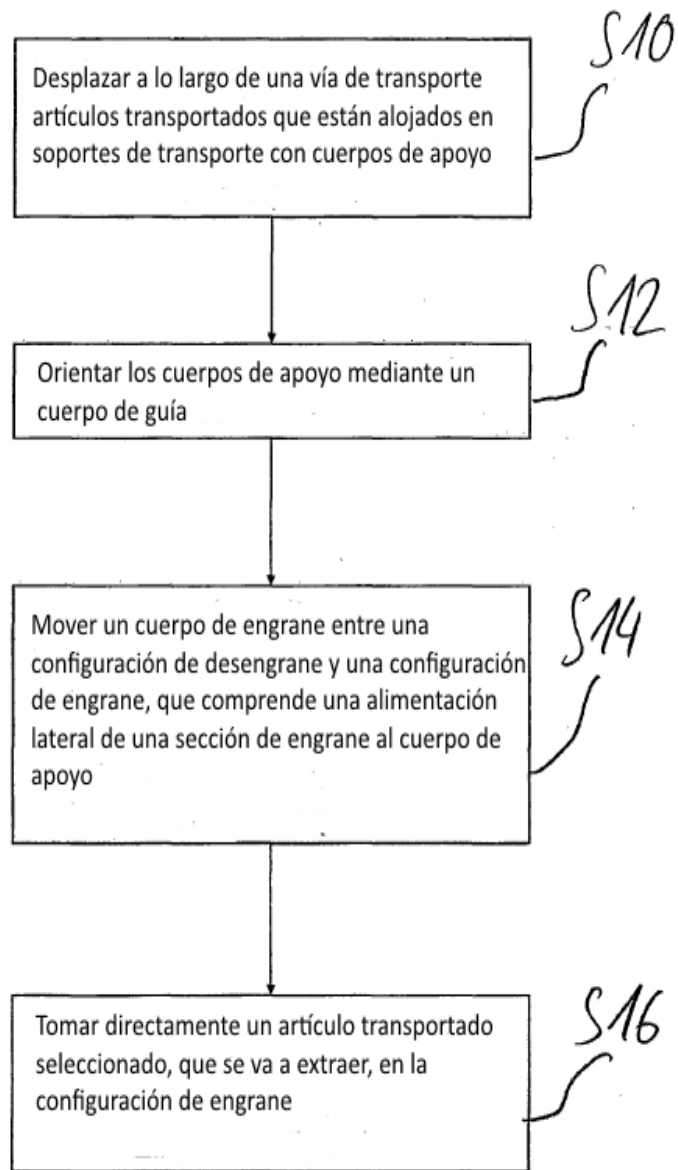 S10
Desplazar a lo largo de una vía de transporte
artículos transportados que están alojados en
soportes de transporte con cuerpos de apoyo
S12
Orientar los cuerpos de apoyo mediante un
cuerpo de guía
S14
Mover un cuerpo de engrane entre una
configuración de desengrane y una configuración
de engrane, que comprende una alimentación
lateral de una sección de engrane al cuerpo de
apoyo
S16
Tomar directamente un artículo transportado
seleccionado, que se va a extraer, en la
configuración de engrane